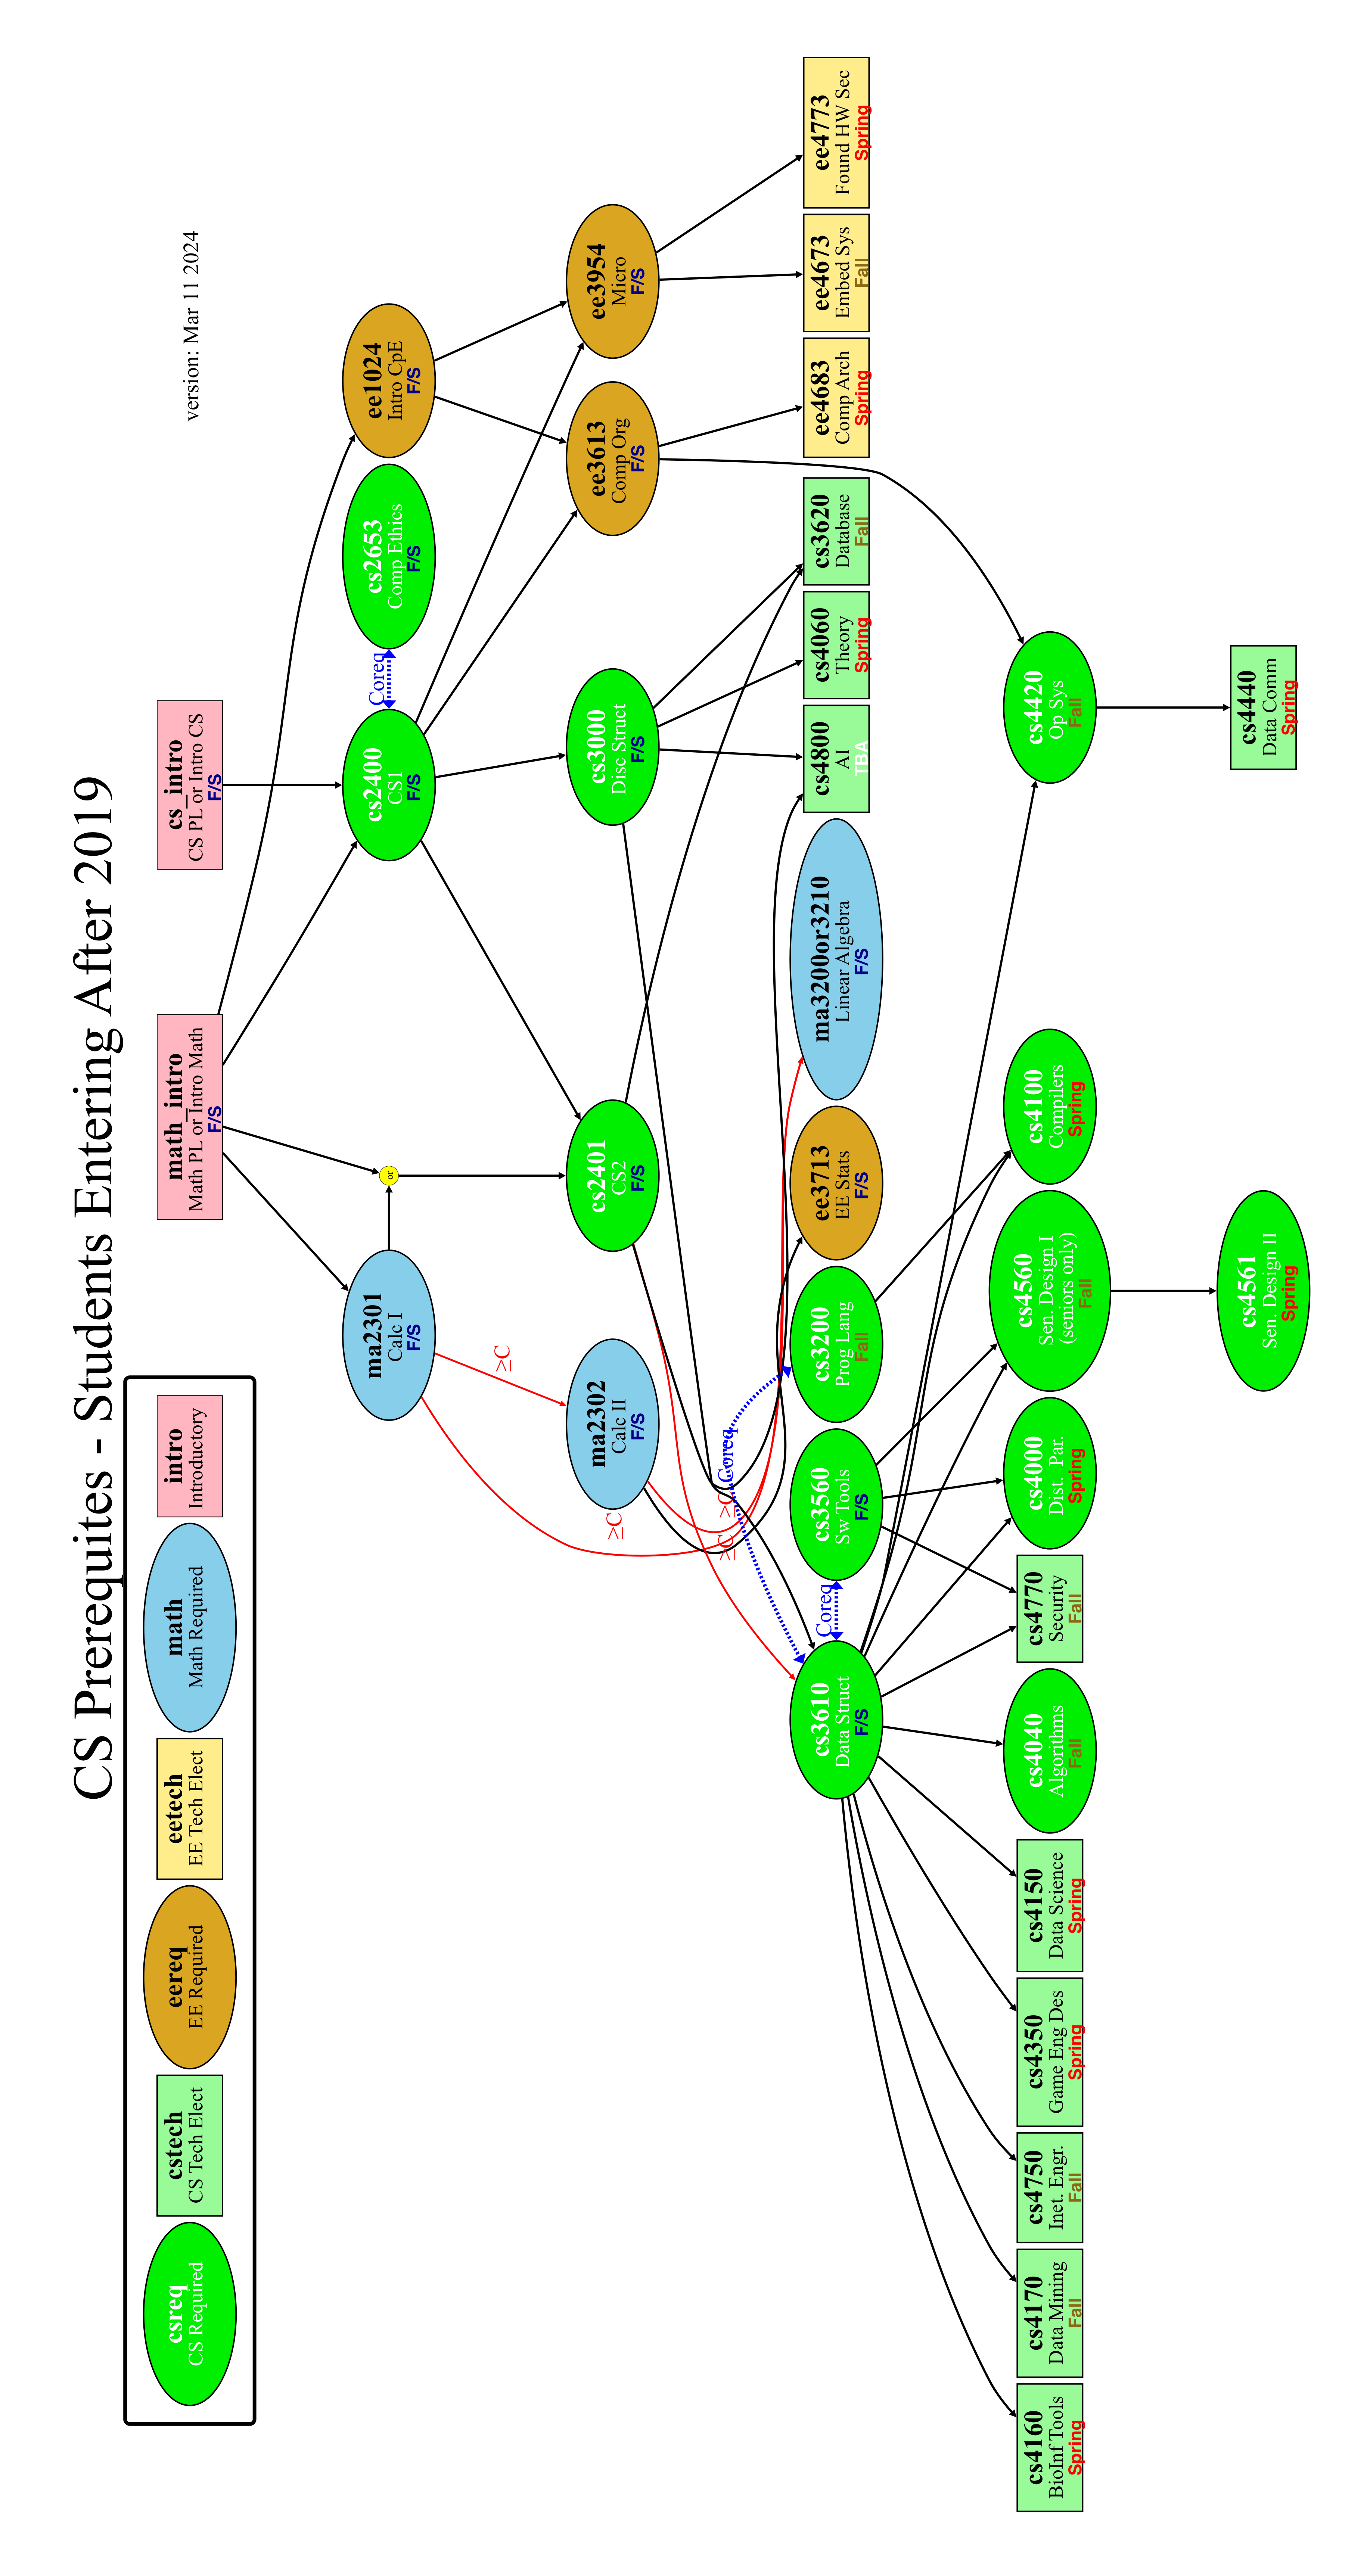 CS Prerequites - Students Entering After 2019
version: Mar 11 2024
csreq
CS Required
cstech
CS Tech Elect
eereq
EE Required
eetech
EE Tech Elect
math
Math Required
intro
Introductory
math_intro
Math PL or Intro Math
F/S
cs_intro
CS PL or Intro CS
F/S
ma2301
Calc I
F/S
or
cs2400
CS1
F/S
Coreq
cs2653
Comp Ethics
F/S
ee1024
Intro CpE
F/S
≥C
≥C
ma2302
Calc II
F/S
cs2401
CS2
F/S
cs3000
Disc Struct
F/S
ee3613
Comp Org
F/S
ee3954
Micro
F/S
≥C
≥C
Coreq
cs3610
Data Struct
F/S
Coreq
cs3560
Sw Tools
F/S
cs3200
Prog Lang
Fall
ee3713
EE Stats
F/S
ma3200or3210
Linear Algebra
F/S
cs4800
AI
TBA
cs4060
Theory
Spring
cs3620
Database
Fall
ee4683
Comp Arch
Spring
ee4673
Embed Sys
Fall
ee4773
Found HW Sec
Spring
cs4160
BioInf Tools
Spring
cs4170
Data Mining
Fall
cs4750
Inet. Engr.
Fall
cs4350
Game Eng Des
Spring
cs4150
Data Science
Spring
cs4040
Algorithms
Fall
cs4770
Security
Fall
cs4000
Dist. Par.
Spring
cs4560
Sen. Design I
(seniors only)
Fall
cs4100
Compilers
Spring
cs4420
Op Sys
Fall
cs4561
Sen. Design II
Spring
cs4440
Data Comm
Spring